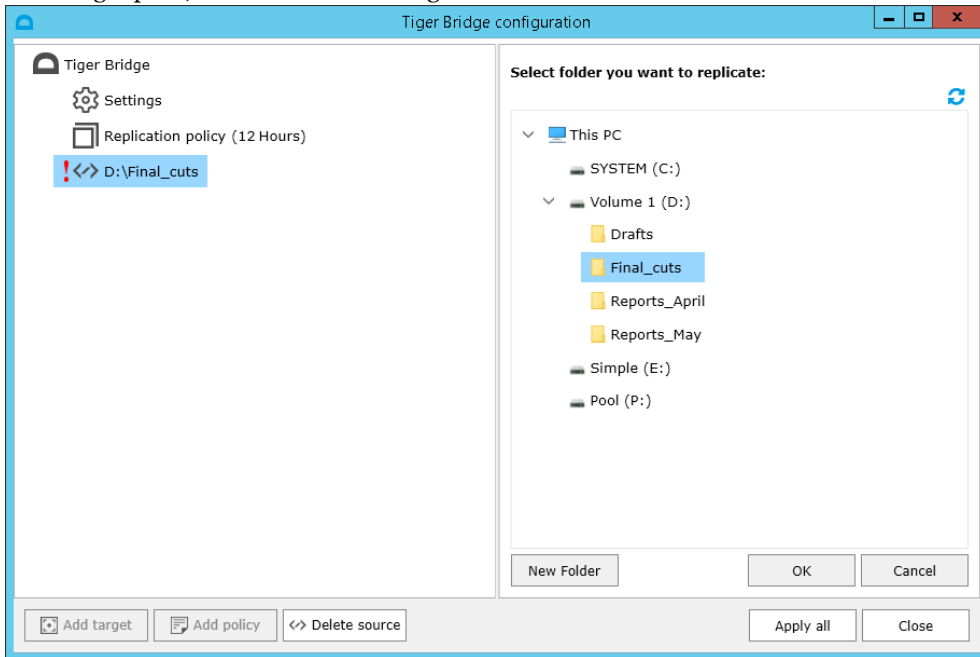 Tiger Bridge configuration
Tiger Bridge
Settings
Replication policy (12 Hours)
D:\Final_cuts
Select folder you want to replicate:
This PC
SYSTEM (C:)
Volume 1 (D:)
Drafts
Final_cuts
Reports_April
Reports_May
Simple (E:)
Pool (P:)
New Folder
OK
Cancel
Add target
Add policy
Delete source
Apply all
Close